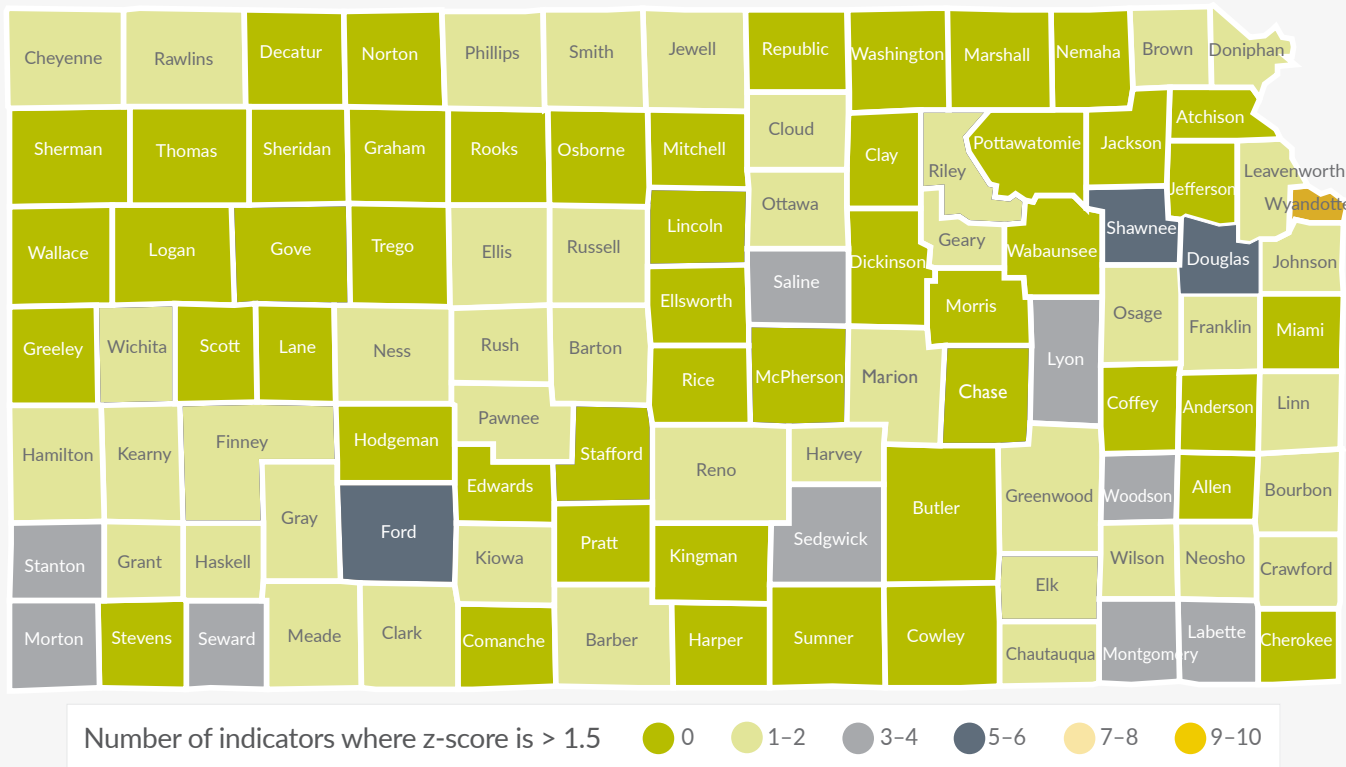 Cheyenne
Rawlins
Decatur
Norton
Phillips
Smith
Jewell
Republic
Washington
Marshall
Nemaha
Brown
Doniphan
Sherman
Thomas
Sheridan
Graham
Rooks
Osborne
Mitchell
Cloud
Clay
Riley
Pottawatomie
Jackson
Atchison
Jefferson
Leavenworth
Wyandotte
Wallace
Logan
Gove
Trego
Ellis
Russell
Lincoln
Ottawa
Saline
Dickinson
Geary
Wabaunsee
Shawnee
Douglas
Johnson
Ellsworth
Morris
Osage
Franklin
Miami
Greeley
Wichita
Scott
Lane
Ness
Rush
Barton
Rice
McPherson
Marion
Chase
Lyon
Coffey
Anderson
Linn
Hamilton
Kearny
Finney
Hodgeman
Pawnee
Stafford
Edwards
Reno
Harvey
Butler
Greenwood
Woodson
Allen
Bourbon
Stanton
Grant
Haskell
Gray
Ford
Kiowa
Pratt
Kingman
Sedgwick
Elk
Wilson
Neosho
Crawford
Morton
Stevens
Seward
Meade
Clark
Comanche
Barber
Harper
Sumner
Cowley
Chautauqua
Montgomery
Labette
Cherokee
Number of indicators where z-score is > 1.5
0
1–2
3–4
5–6
7–8
9–10